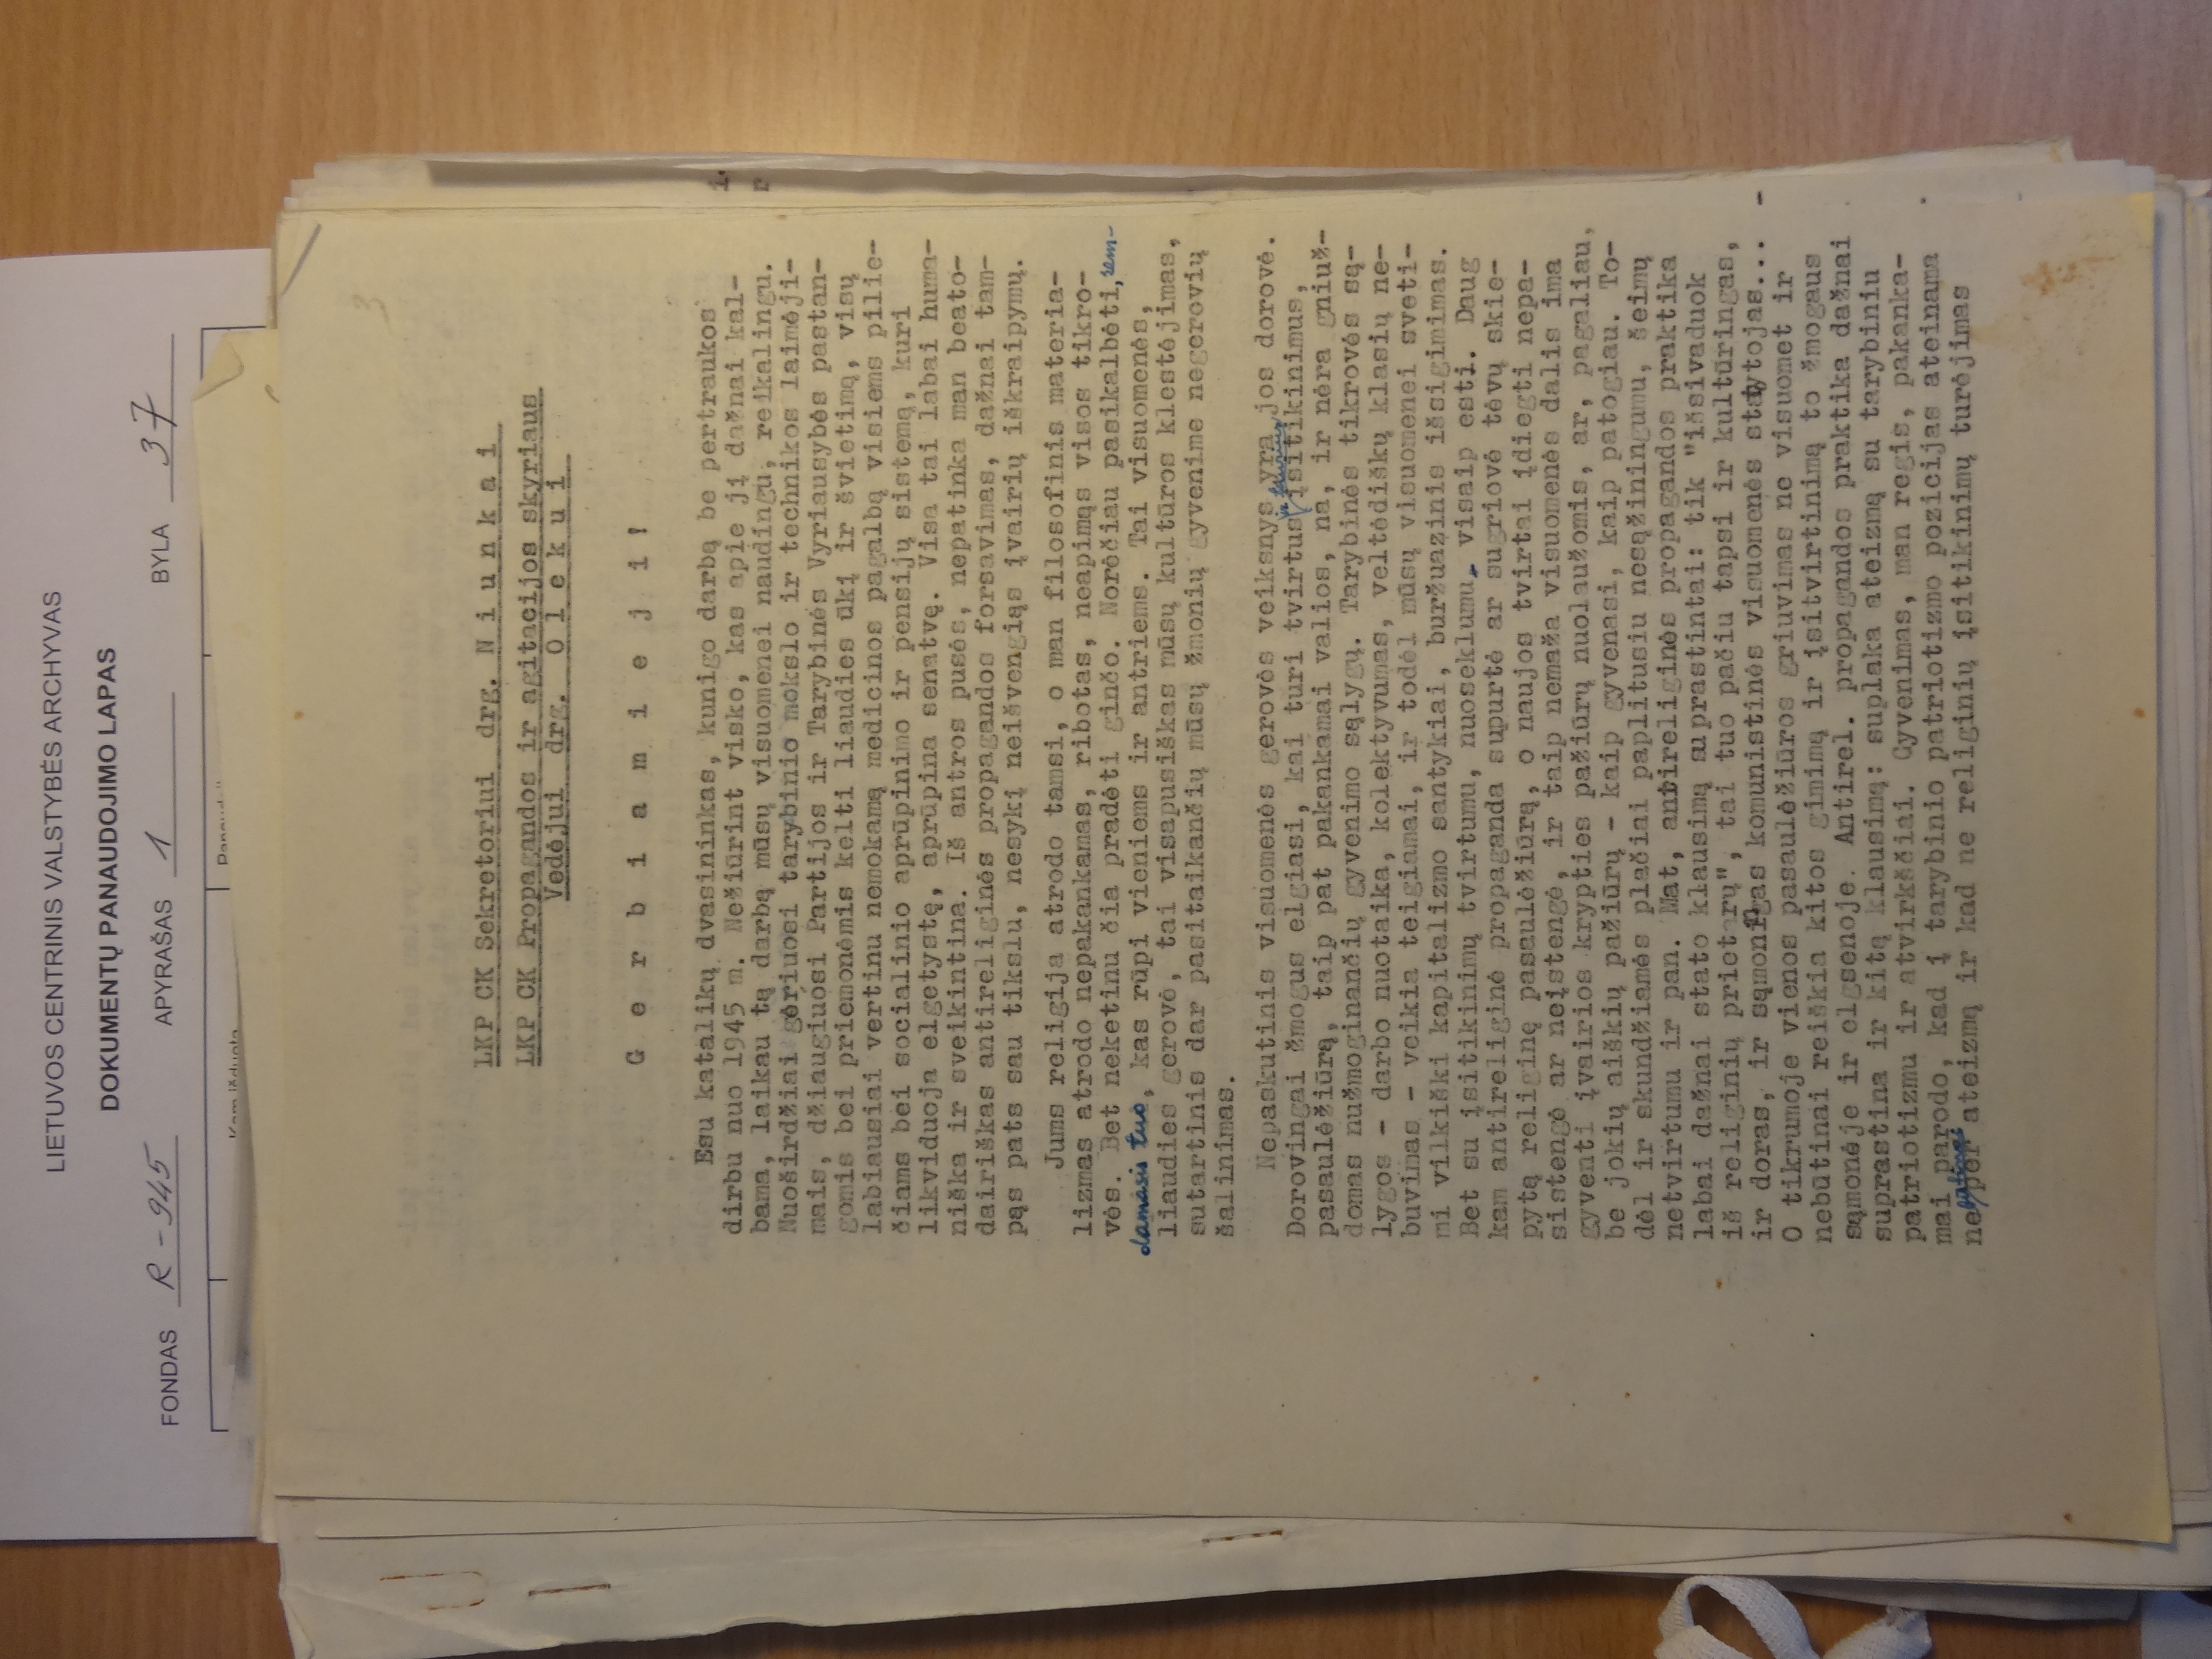 LIETUVOS CENTRINIS VALSTYBĖS ARCHYVAS
DOKUMENTŲ PANAUDOJIMO LAPAS
FONDAS R-945 APYRAŠAS 1 BYLA 37
Kam išduota
3
LKP CK Sekretoriui drg. N i u n k a i
LKP CK Propagandos ir agitacijos skyriaus
Vedėjui drg. O l e k u i
G e r b i a m i e j i !
Esu katalikų dvasininkas, kunigo darbą be pertraukos
dirbu nuo 1945 m. Nežiūrint visko, kas apie jį dažnai kal-
bama, laikau tą darbą mūsų visuomenei naudingu, reikalingu.
Nuoširdžiai gėriuosi tarybinio mokslo ir technikos laimėji-
mais, džiaugiuosi Partijos ir Tarybinės Vyriausybės pastan-
gomis bei priemonėmis kelti liaudies ūkį ir švietimą, visų
labiausiai vertinu nemokamą medicinos pagalbą visiems pilie-
čiams bei socialinio aprūpinimo ir pensijų sistemą, kuri
likviduoja elgetystę, aprūpina senatvę. Visa tai labai huma-
niška ir sveikintina. Iš antros pusės, nepatinka man beato-
dairiškas antireliginės propagandos forsavimas, dažnai tam-
pąs pats sau tikslu, nesykį neišvengiąs įvairių iškraipymų.
Jums religija atrodo tamsi, o man filosofinis materia-
lizmas atrodo nepakankamas, ribotas, neapimąs visos tikro-
vės. Bet neketinu čia pradėti ginčo. Norėčiau pasikalbėti, rem-
damasis tuo, kas rūpi vieniems ir antriems. Tai visuomenės,
liaudies gerovė, tai visapusiškas mūsų kultūros klestėjimas,
sutartinis dar pasitaikančių mūsų žmonių gyvenime negerovių
šalinimas.
Nepaskutinis visuomenės gerovės veiksnys yra jos dorovė.
Dorovingai žmogus elgiasi, kai turi tvirtus įsitikinimus,
pasaulėžiūrą, taip pat pakankamai valios, na, ir nėra gniuž-
domas nužmoginančių gyvenimo sąlygų. Tarybinės tikrovės są-
lygos - darbo nuotaika, kolektyvumas, veltėdiškų klasių ne-
buvimas - veikia teigiamai, ir todėl mūsų visuomenei sveti-
mi vilkiški kapitalizmo santykiai, buržuazinis išsigimimas.
Bet su įsitikinimų tvirtumu, nuoseklumu - visaip esti. Daug
kam antireliginė propaganda supurtė ar sugriovė tėvų skie-
pytą religinę pasaulėžiūrą, o naujos tvirtai įdiegti nepa-
sistengė ar neįstengė, ir taip nemaža visuomenės dalis ima
gyventi įvairios krypties pažiūrų nuolaužomis, ar, pagaliau,
be jokių aiškių pažiūrų - kaip gyvenasi, kaip patogiau. To-
dėl ir skundžiamės plačiai paplitusiu nesąžiningumu, šeimų
netvirtumu ir pan. Mat, antireliginės propagandos praktika
labai dažnai stato klausimą suprastintai: tik "išsivaduok
iš religinių prietarų", tai tuo pačiu tapsi ir kultūringas,
ir doras, ir sąmoningas komunistinės visuomenės statytojas...
O tikrumoje vienos pasaulėžiūros griuvimas ne visuomet ir
nebūtinai reiškia kitos gimimą ir įsitvirtinimą to žmogaus
sąmonėje ir elgsenoje. Antirel. propagandos praktika dažnai
suprastina ir kitą klausimą: suplaka ateizmą su tarybiniu
patriotizmu ir atvirkščiai. Gyvenimas, man regis, pakanka-
mai parodo, kad į tarybinio patriotizmo pozicijas ateinama
ne per ateizmą ir kad ne religinių įsitikinimų turėjimas